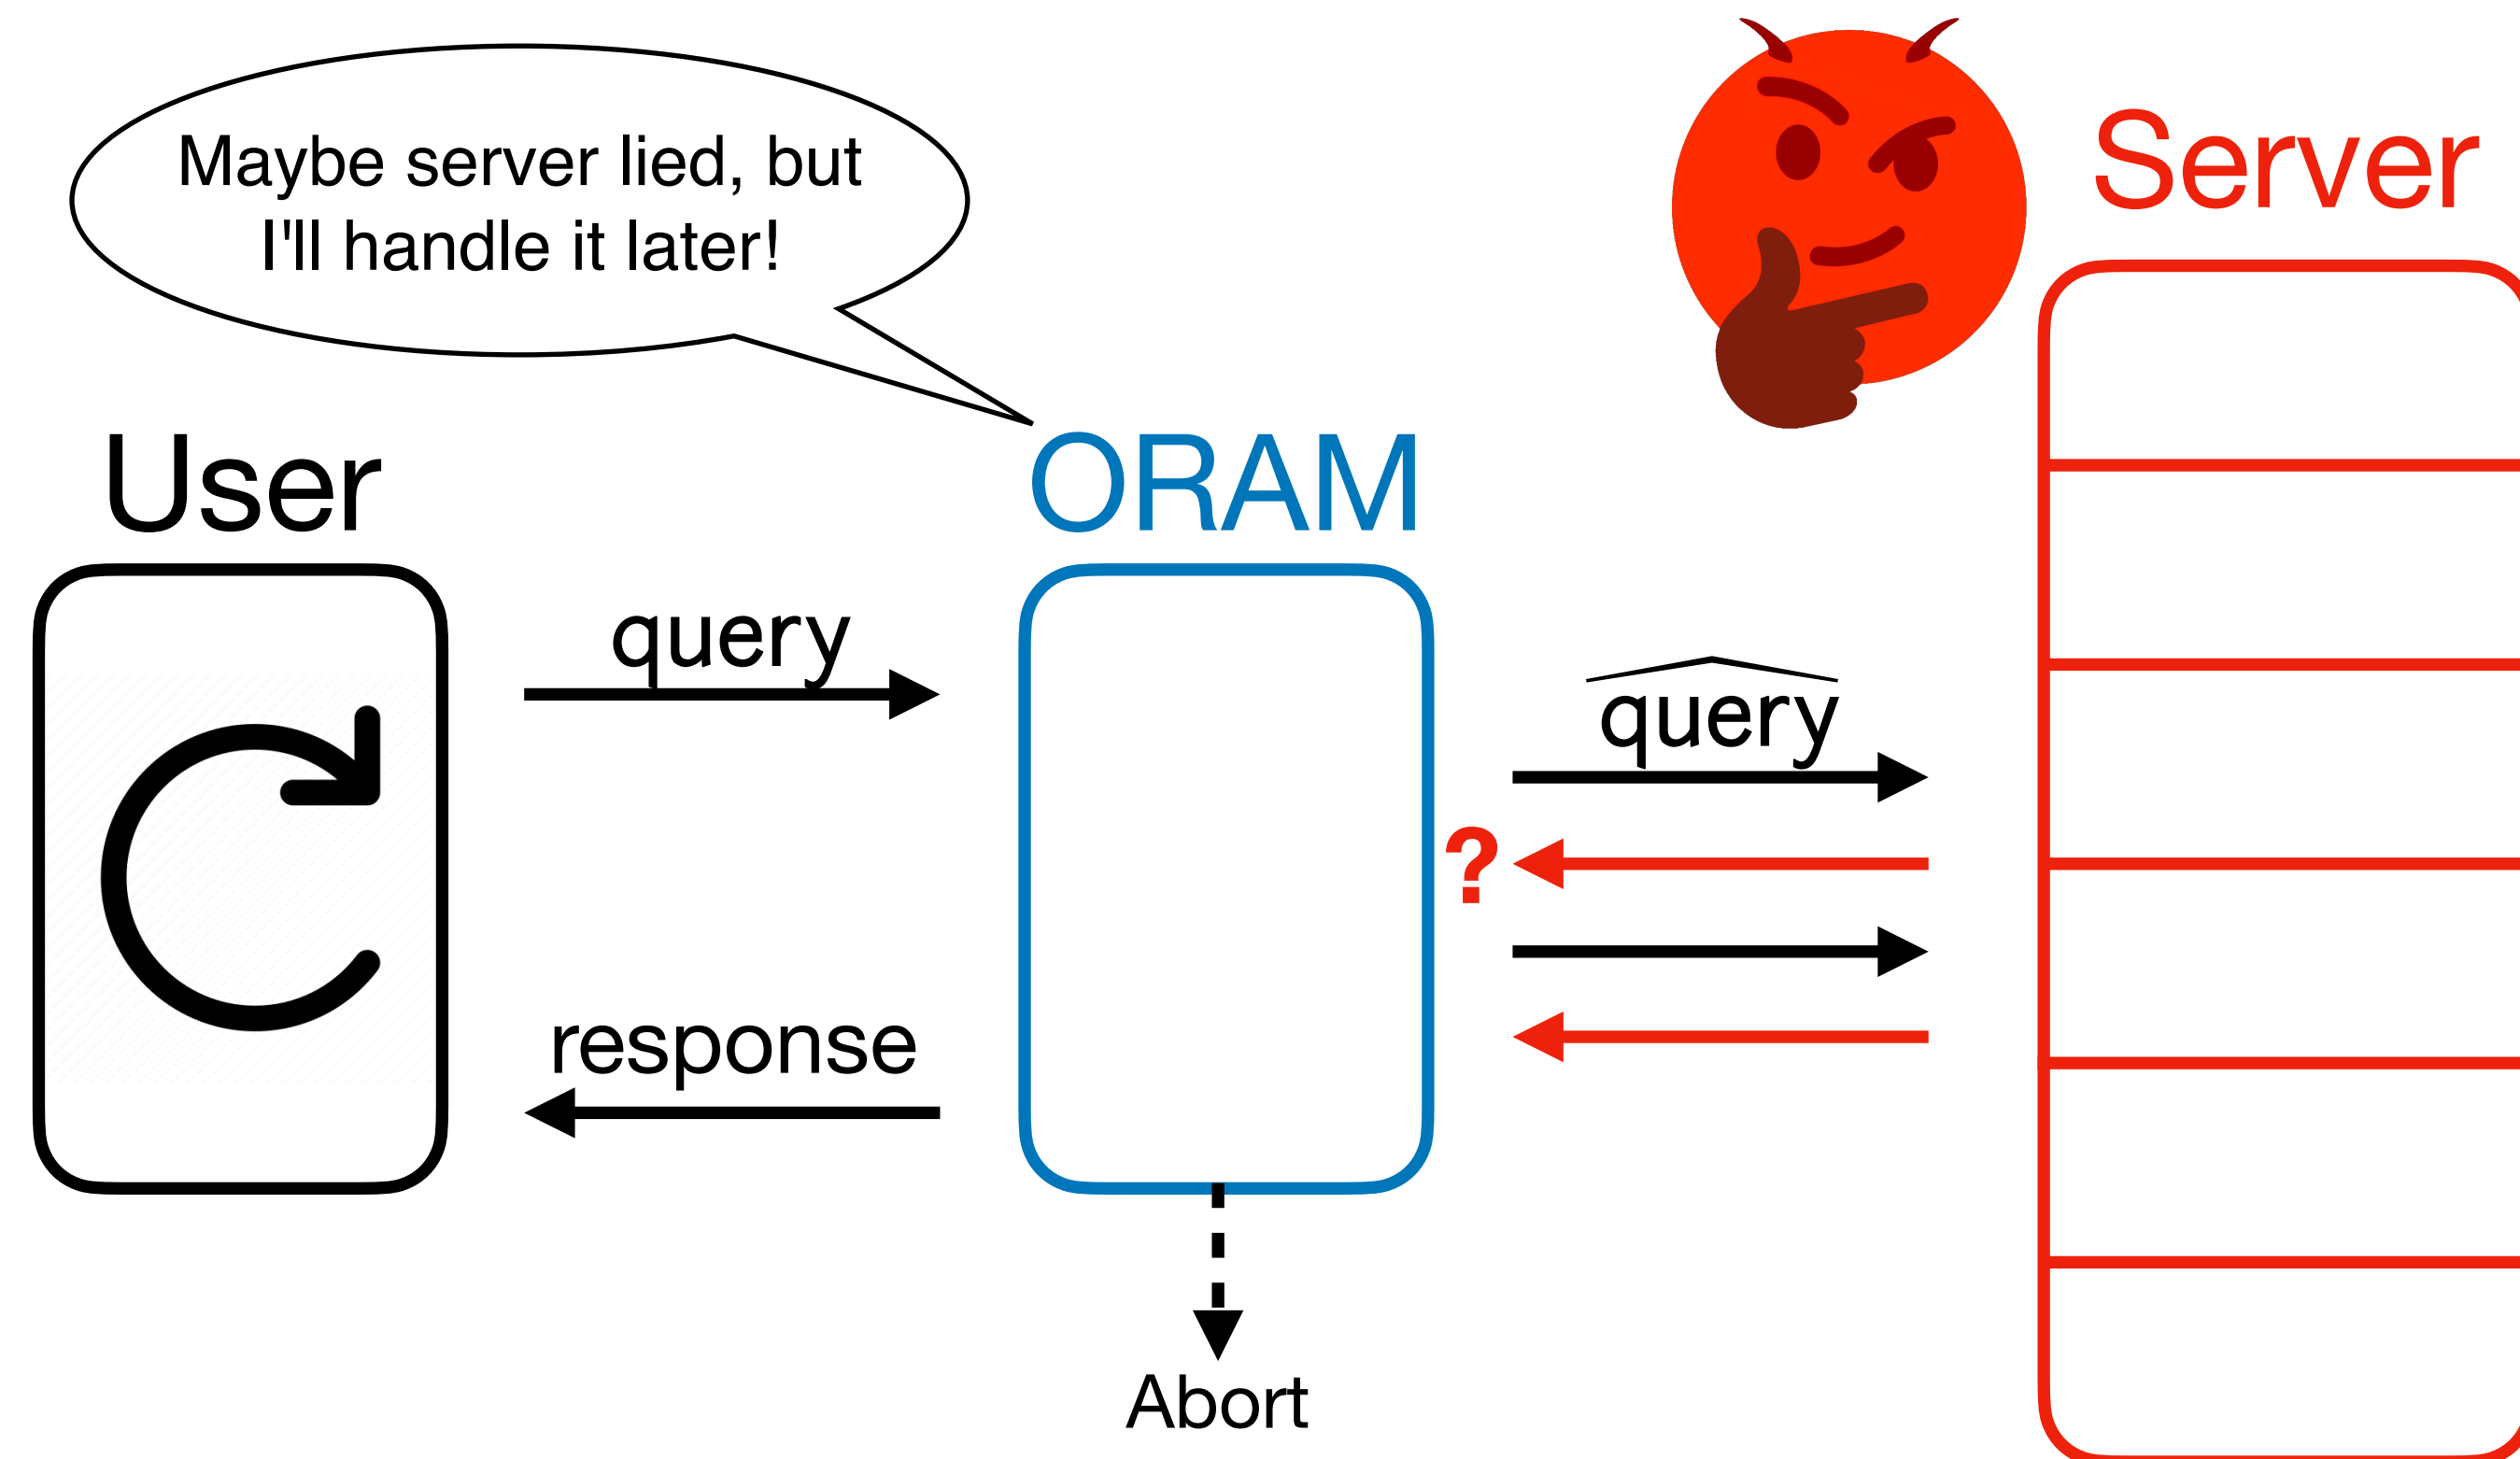 Maybe server lied, but
I'll handle it later!
Server
User
ORAM
query
query
?
response
Abort